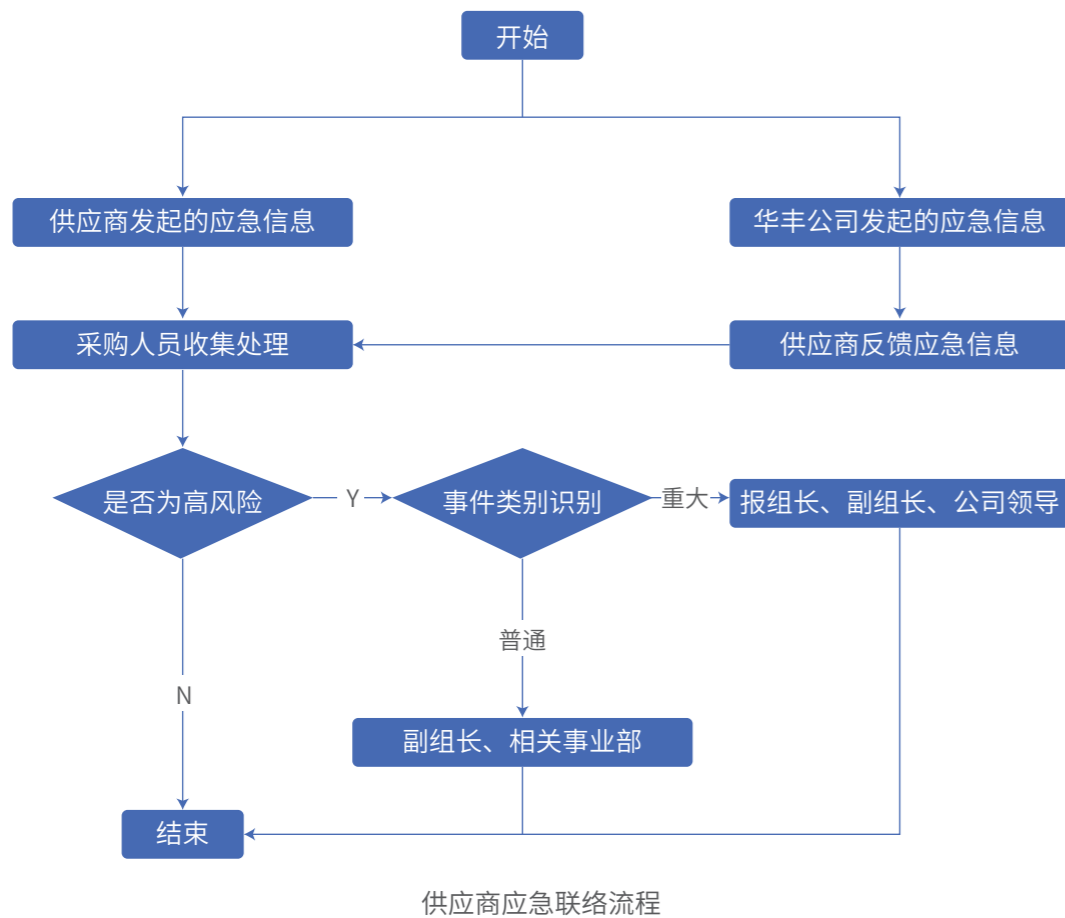 开始
供应商发起的应急信息
华丰公司发起的应急信息
采购人员收集处理
供应商反馈应急信息
是否为高风险
Y
事件类别识别
重大
报组长、副组长、公司领导
普通
N
副组长、相关事业部
结束
供应商应急联络流程